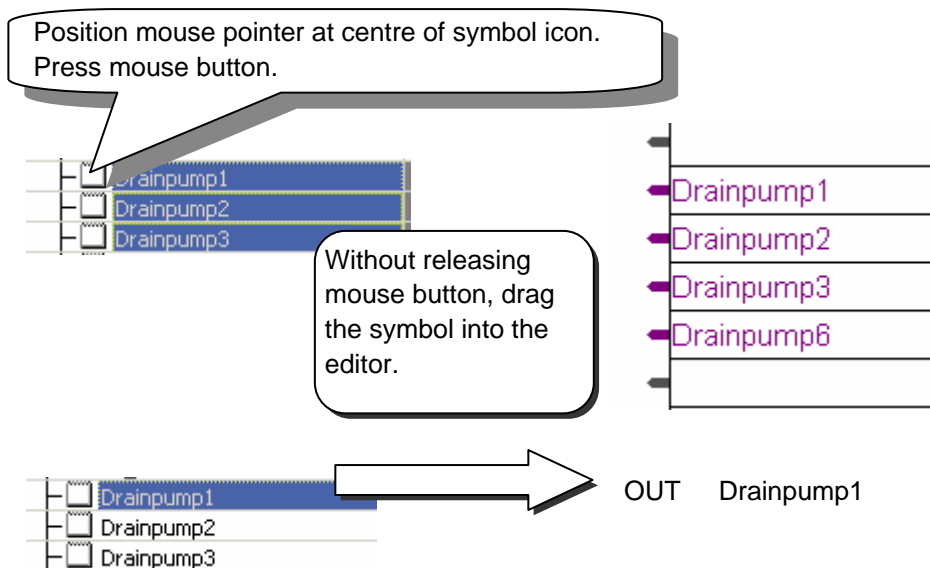 Position mouse pointer at centre of symbol icon.
Press mouse button.
Drainpump1
Drainpump2
Drainpump3
Without releasing
mouse button, drag
the symbol into the
editor.
Drainpump1
Drainpump2
Drainpump3
Drainpump6
Drainpump1
Drainpump2
Drainpump3
OUT Drainpump1